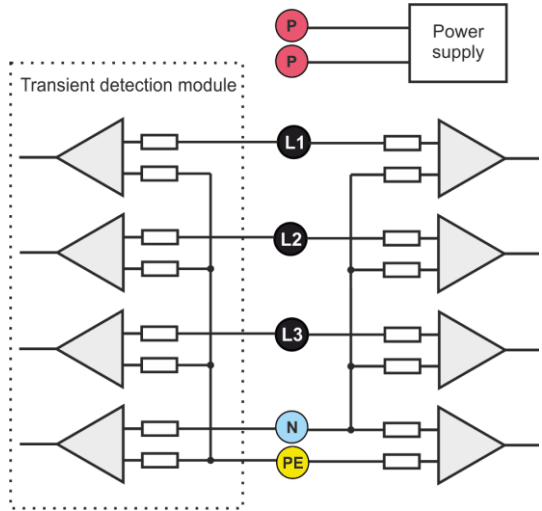 P
Power
supply
P
Transient detection module
L1
L2
L3
N
PE